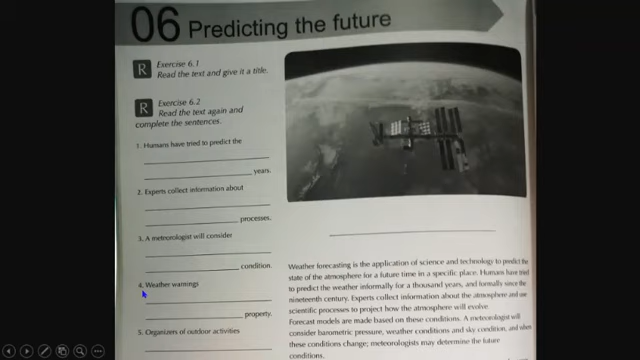 06 Predicting the future
R Exercise 6.1
Read the text and give it a title.
R Exercise 6.2
Read the text again and
complete the sentences.
1. Humans have tried to predict the
years.
2. Experts collect information about
processes.
3. A meteorologist will consider
condition.
4. Weather warnings
property.
5. Organizers of outdoor activities
Weather forecasting is the application of science and technology to predict the
state of the atmosphere for a future time in a specific place. Humans have tried
to predict the weather informally for a thousand years, and formally since the
nineteenth century. Experts collect information about the atmosphere and use
scientific processes to project how the atmosphere will evolve.
Forecast models are made based on these conditions. A meteorologist will
consider barometric pressure, weather conditions and sky condition, and when
these conditions change; meteorologists may determine the future
conditions.